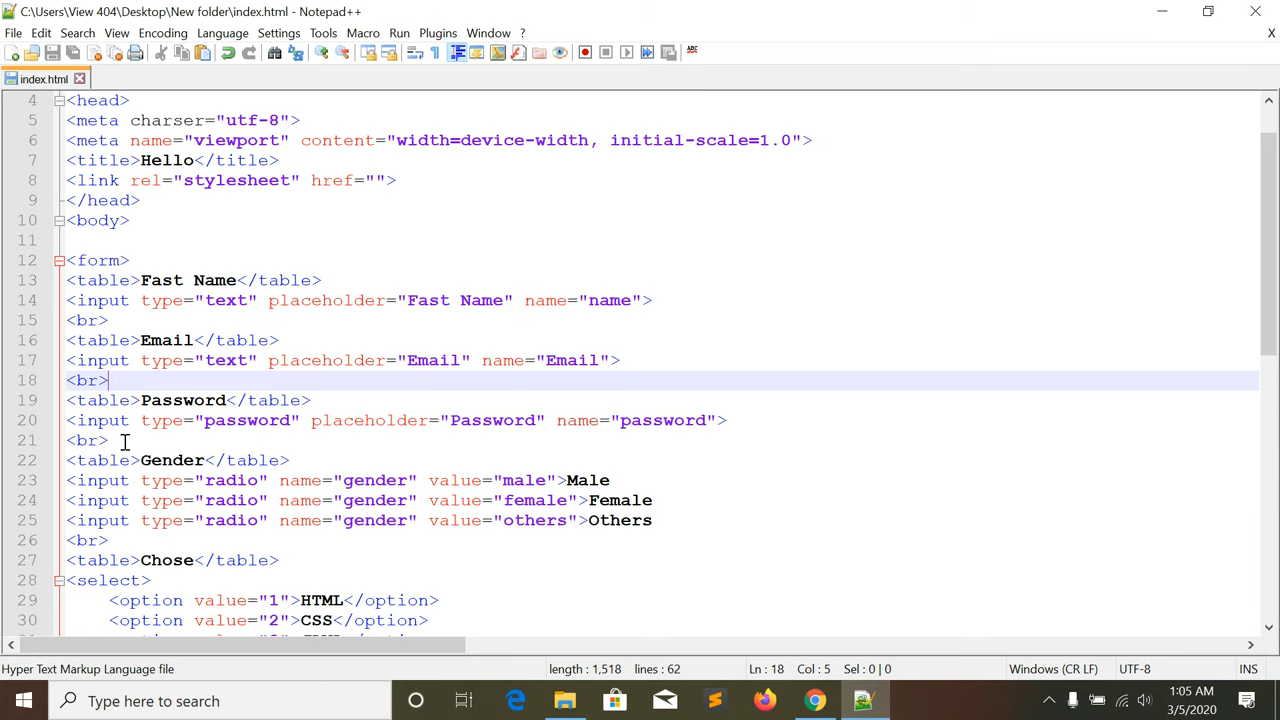 C:\Users\View 404\Desktop\New folder\index.html - Notepad++
File Edit Search View Encoding Language Settings Tools Macro Run Plugins Window ? X
index.html
4 <head>
5 <meta charser="utf-8">
6 <meta name="viewport" content="width=device-width, initial-scale=1.0">
7 <title>Hello</title>
8 <link rel="stylesheet" href="">
9 </head>
10 <body>
11
12 <form>
13 <table>Fast Name</table>
14 <input type="text" placeholder="Fast Name" name="name">
15 <br>
16 <table>Email</table>
17 <input type="text" placeholder="Email" name="Email">
18 <br>
19 <table>Password</table>
20 <input type="password" placeholder="Password" name="password">
21 <br>
22 <table>Gender</table>
23 <input type="radio" name="gender" value="male">Male
24 <input type="radio" name="gender" value="female">Female
25 <input type="radio" name="gender" value="others">Others
26 <br>
27 <table>Chose</table>
28 <select>
29 <option value="1">HTML</option>
30 <option value="2">CSS</option>
Hyper Text Markup Language file length : 1,518 lines : 62 Ln : 18 Col : 5 Sel : 0 | 0 Windows (CR LF) UTF-8 INS
Type here to search
1:05 AM
3/5/2020